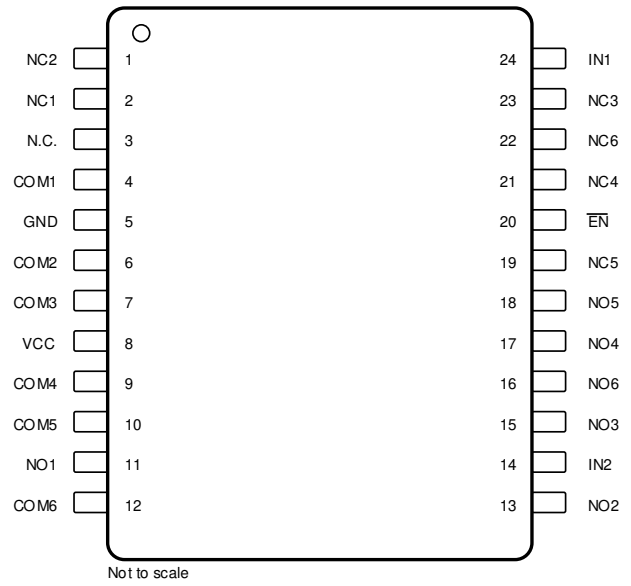 NC2 1 24 IN1
NC1 2 23 NC3
N.C. 3 22 NC6
COM1 4 21 NC4
GND 5 20 EN
COM2 6 19 NC5
COM3 7 18 NO5
VCC 8 17 NO4
COM4 9 16 NO6
COM5 10 15 NO3
NO1 11 14 IN2
COM6 12 13 NO2
Not to scale